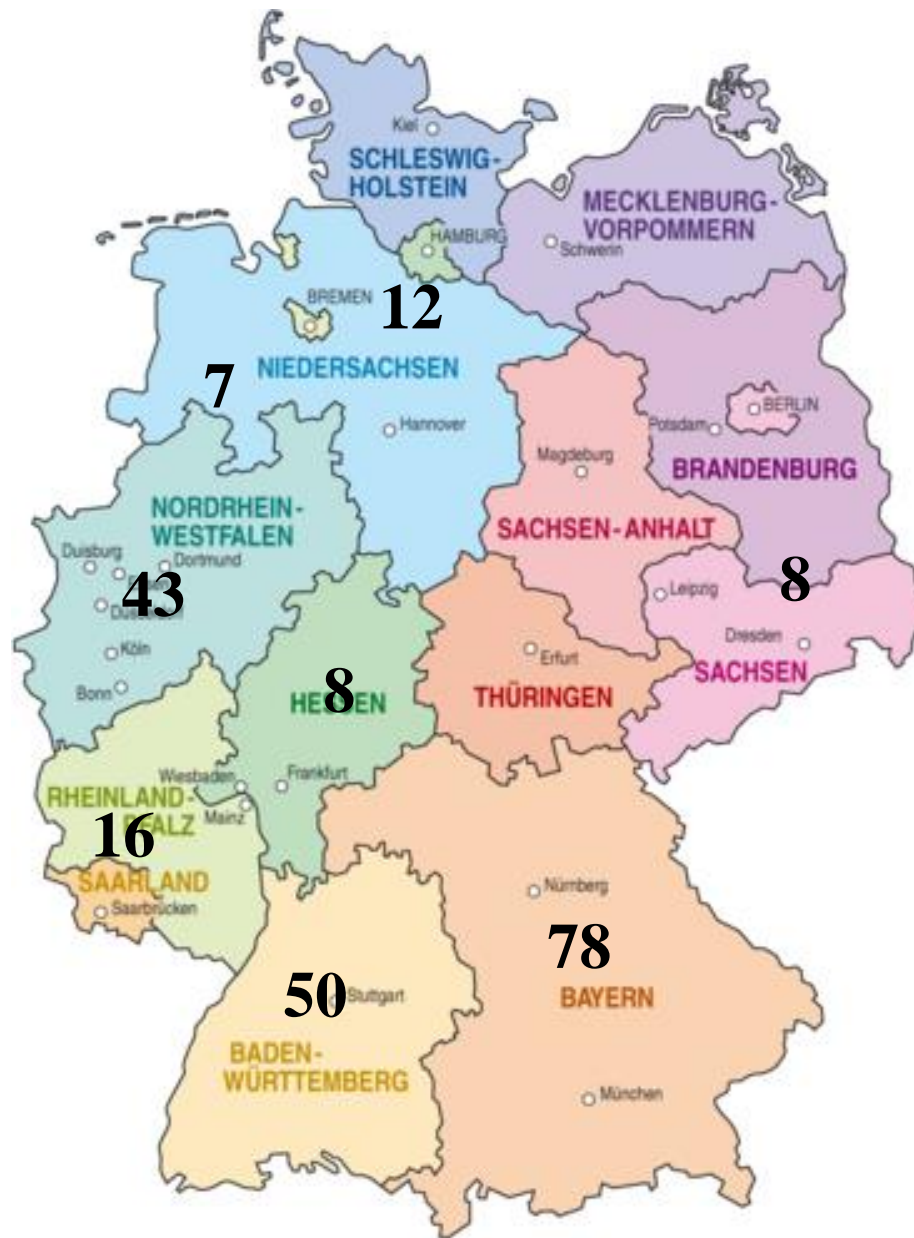 Kiel
SCHLESWIG-
HOLSTEIN
MECKLENBURG-
VORPOMMERN
HAMBURG
Schwerin
BREMEN
12
NIEDERSACHSEN
7
BERLIN
Hannover
Potsdam
Magdeburg
BRANDENBURG
NORDRHEIN-
WESTFALEN
SACHSEN-ANHALT
Duisburg
Dortmund
43
8
Leipzig
Dresden
Köln
Erfurt
SACHSEN
Bonn
8
HESSEN
THÜRINGEN
Wiesbaden
Frankfurt
RHEINLAND-
PFALZ
Mainz
16
SAARLAND
Saarbrücken
Nürnberg
78
50
Stuttgart
BAYERN
BADEN-
WÜRTTEMBERG
München